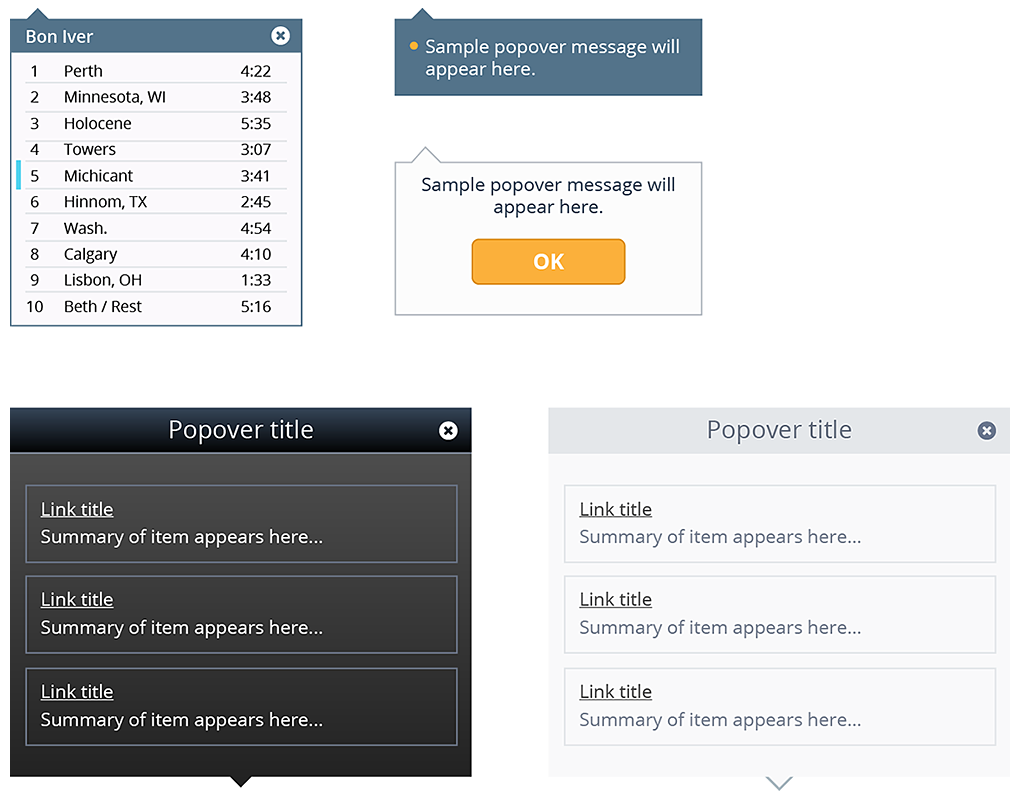 Bon Iver
1 Perth 4:22
2 Minnesota, WI 3:48
3 Holocene 5:35
4 Towers 3:07
5 Michicant 3:41
6 Hinnom, TX 2:45
7 Wash. 4:54
8 Calgary 4:10
9 Lisbon, OH 1:33
10 Beth / Rest 5:16
Sample popover message will
appear here.
Sample popover message will
appear here.
OK
Popover title
Link title
Summary of item appears here...
Link title
Summary of item appears here...
Link title
Summary of item appears here...
Popover title
Link title
Summary of item appears here...
Link title
Summary of item appears here...
Link title
Summary of item appears here...